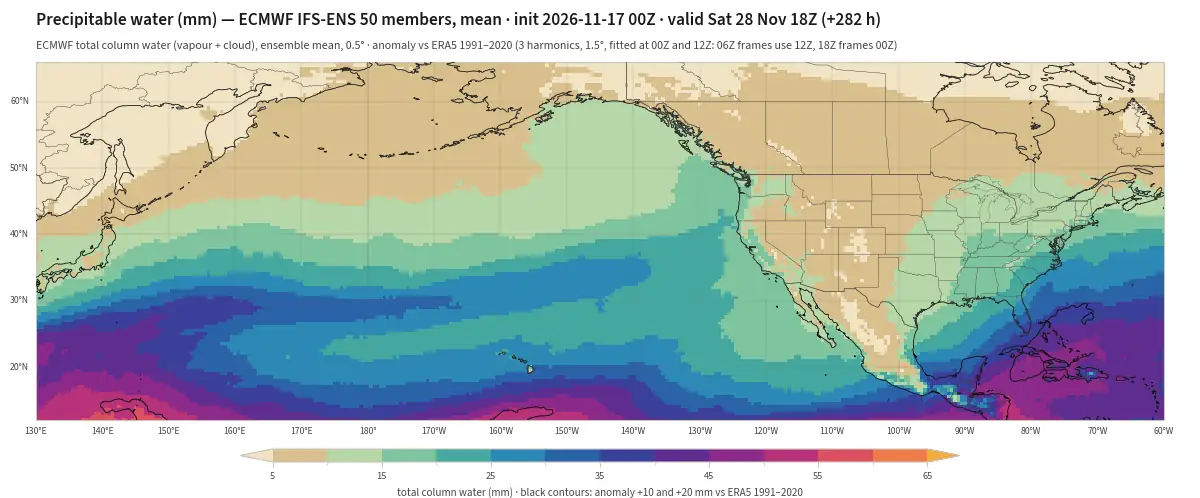 Precipitable water (mm) — ECMWF IFS-ENS 50 members, mean · init 2026-11-17 00Z · valid Sat 28 Nov 18Z (+282 h)
ECMWF total column water (vapour + cloud), ensemble mean, 0.5° · anomaly vs ERA5 1991–2020 (3 harmonics, 1.5°, fitted at 00Z and 12Z: 06Z frames use 12Z, 18Z frames 00Z)
60°N
50°N
40°N
30°N
20°N
130°E 140°E 150°E 160°E 170°E 180° 170°W 160°W 150°W 140°W 130°W 120°W 110°W 100°W 90°W 80°W 70°W 60°W
5 15 25 35 45 55 65
total column water (mm) · black contours: anomaly +10 and +20 mm vs ERA5 1991–2020